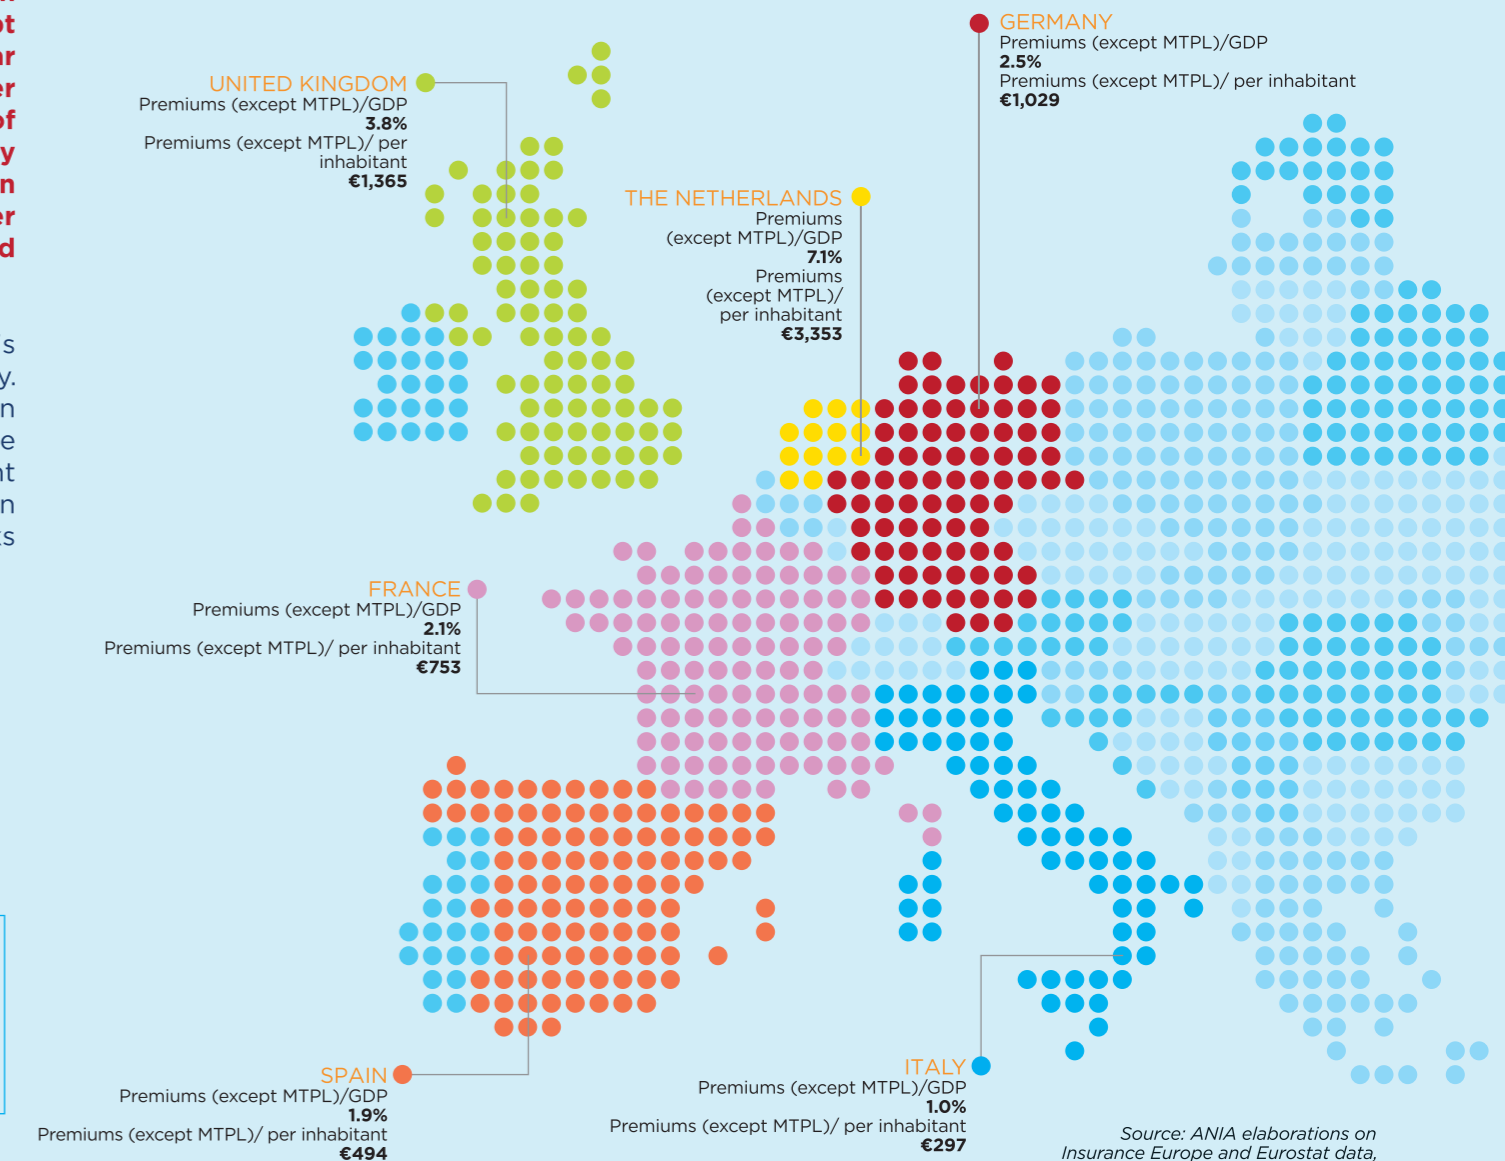 UNITED KINGDOM
Premiums (except MTPL)/GDP
3.8%
Premiums (except MTPL)/ per
inhabitant
€1,365
GERMANY
Premiums (except MTPL)/GDP
2.5%
Premiums (except MTPL)/ per inhabitant
€1,029
THE NETHERLANDS
Premiums
(except MTPL)/GDP
7.1%
Premiums
(except MTPL)/
per inhabitant
€3,353
FRANCE
Premiums (except MTPL)/GDP
2.1%
Premiums (except MTPL)/ per inhabitant
€753
SPAIN
Premiums (except MTPL)/GDP
1.9%
Premiums (except MTPL)/ per inhabitant
€494
ITALY
Premiums (except MTPL)/GDP
1.0%
Premiums (except MTPL)/ per inhabitant
€297
Source: ANIA elaborations on
Insurance Europe and Eurostat data,